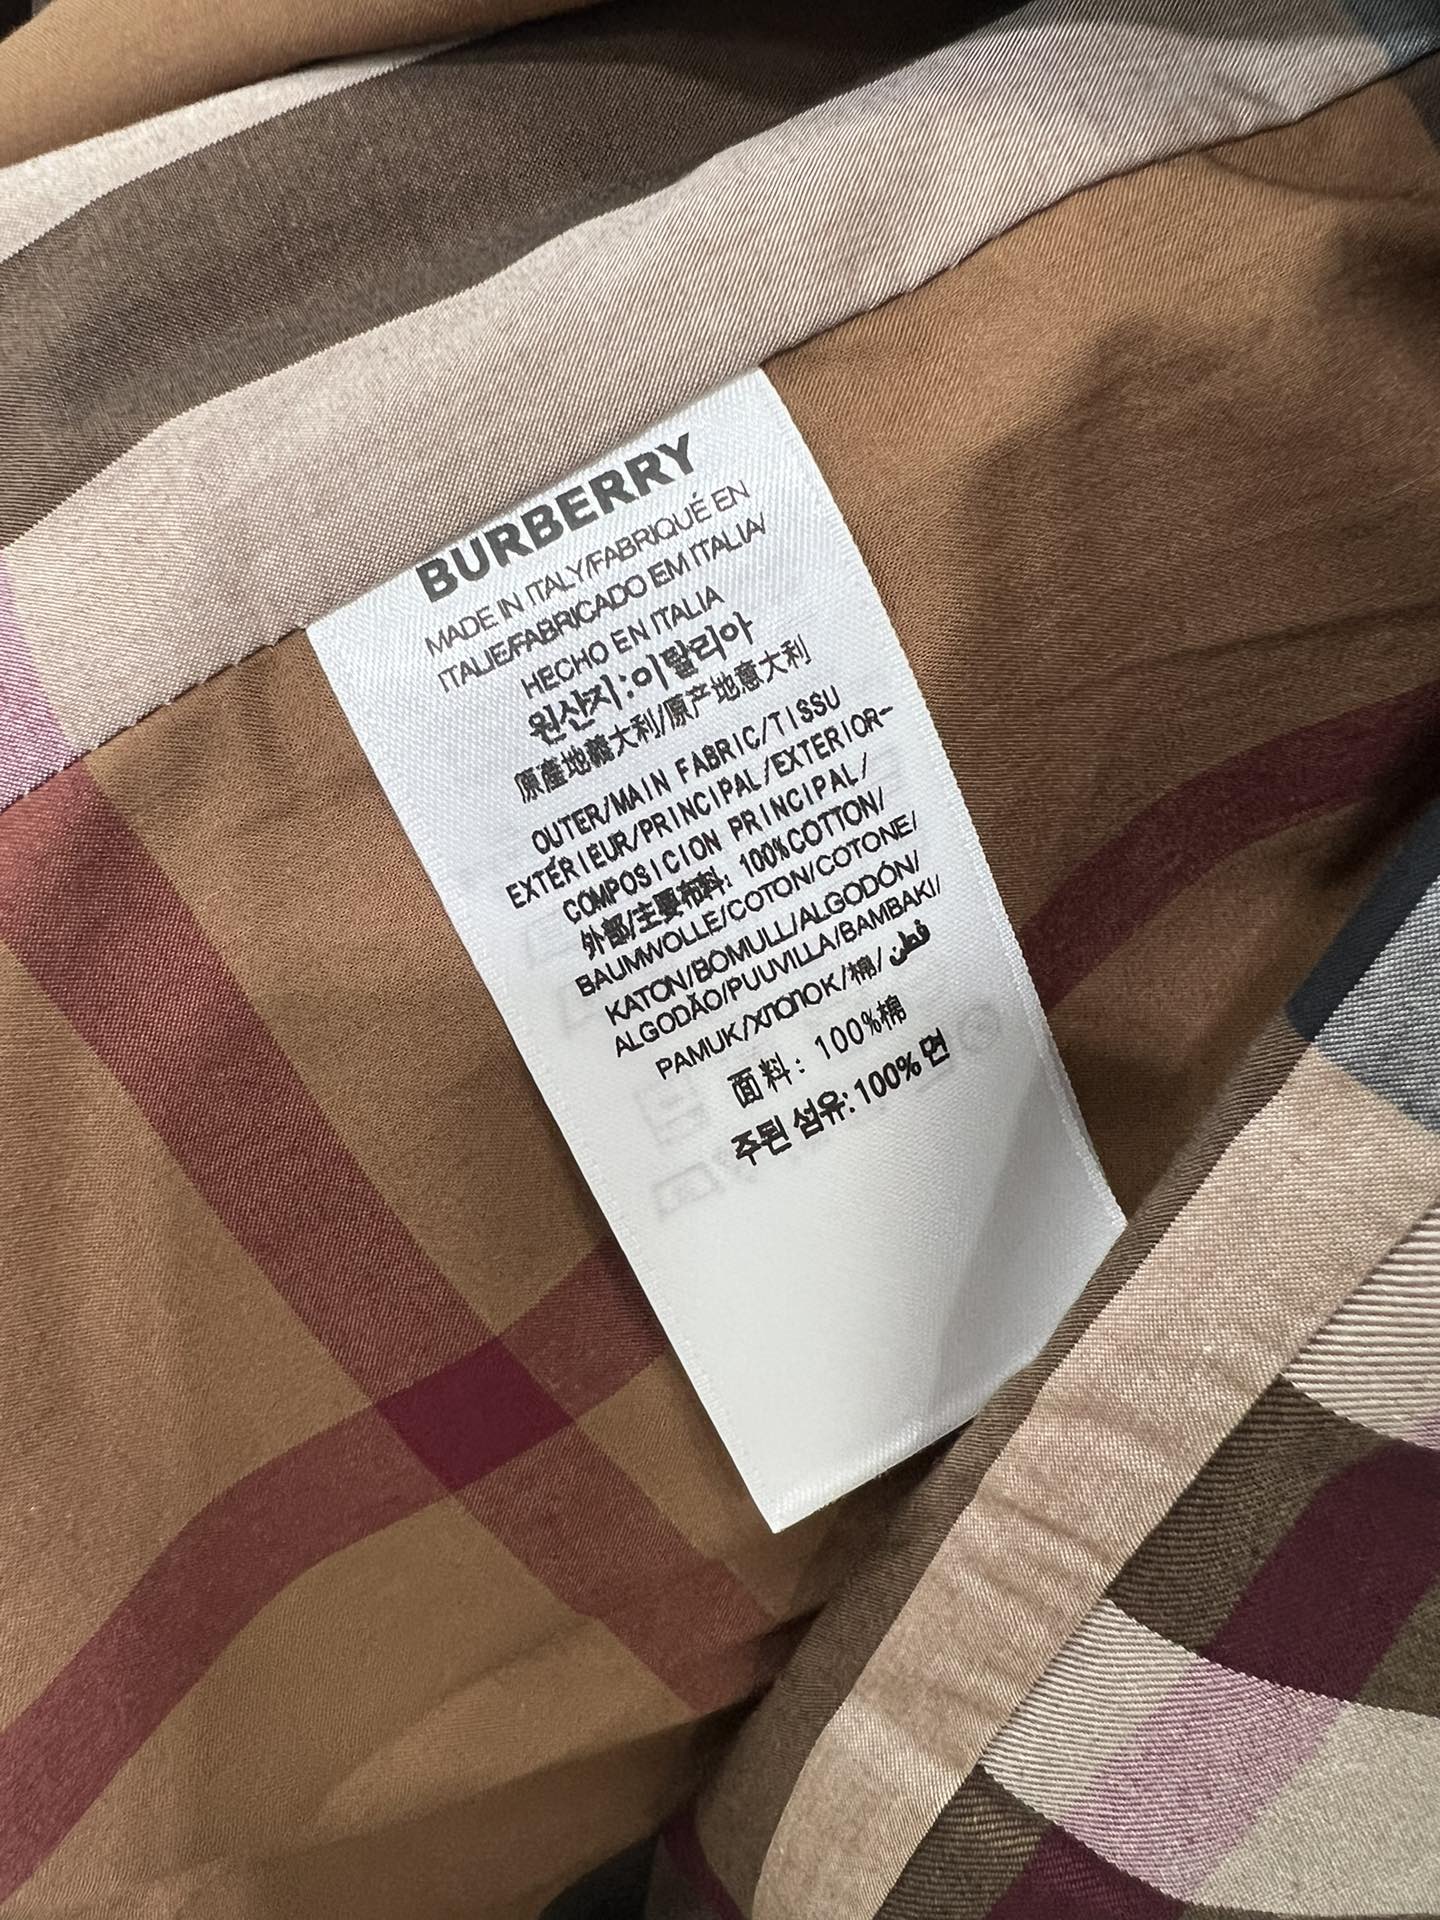 BURBERRY
MADE IN ITALY/FABRIQUÉ EN
ITALIE/FABRICADO EM ITALIA/
HECHO EN ITALIA
원산지:이탈리아
原產地義大利/原产地意大利
OUTER/MAIN FABRIC/TISSU
EXTÉRIEUR/PRINCIPAL/EXTERIOR-
COMPOSICION PRINCIPAL/
外部/主要布料: 100%COTTON/
BAUMWOLLE/COTON/COTONE/
KATON/BOMULL/ALGODÓN/
ALGODÃO/PUUVILLA/BAMBAKI/
PAMUK/ХЛОПОК/棉/قطن
面料: 100%棉
주된 섬유:100% 면